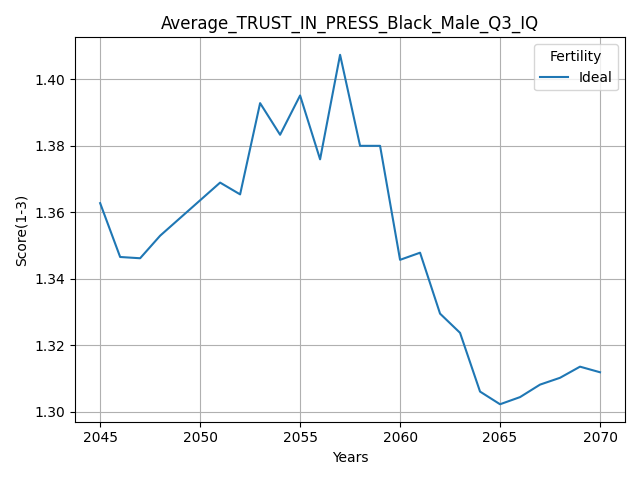 Average_TRUST_IN_PRESS_Black_Male_Q3_IQ
Fertility
Ideal
1.40
1.38
1.36
1.34
1.32
1.30
Score(1-3)
2045 2050 2055 2060 2065 2070
Years